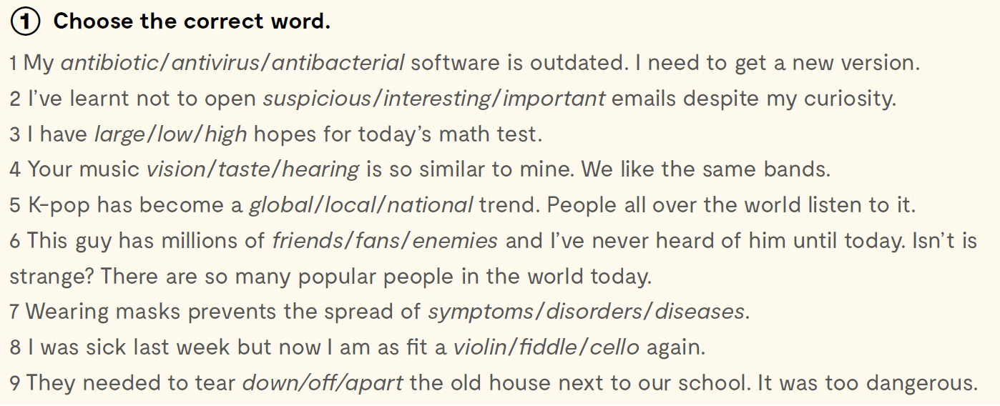 1 Choose the correct word.
1 My antibiotic/antivirus/antibacterial software is outdated. I need to get a new version.
2 I’ve learnt not to open suspicious/interesting/important emails despite my curiosity.
3 I have large/low/high hopes for today’s math test.
4 Your music vision/taste/hearing is so similar to mine. We like the same bands.
5 K-pop has become a global/local/national trend. People all over the world listen to it.
6 This guy has millions of friends/fans/enemies and I’ve never heard of him until today. Isn’t is
strange? There are so many popular people in the world today.
7 Wearing masks prevents the spread of symptoms/disorders/diseases.
8 I was sick last week but now I am as fit a violin/fiddle/cello again.
9 They needed to tear down/off/apart the old house next to our school. It was too dangerous.